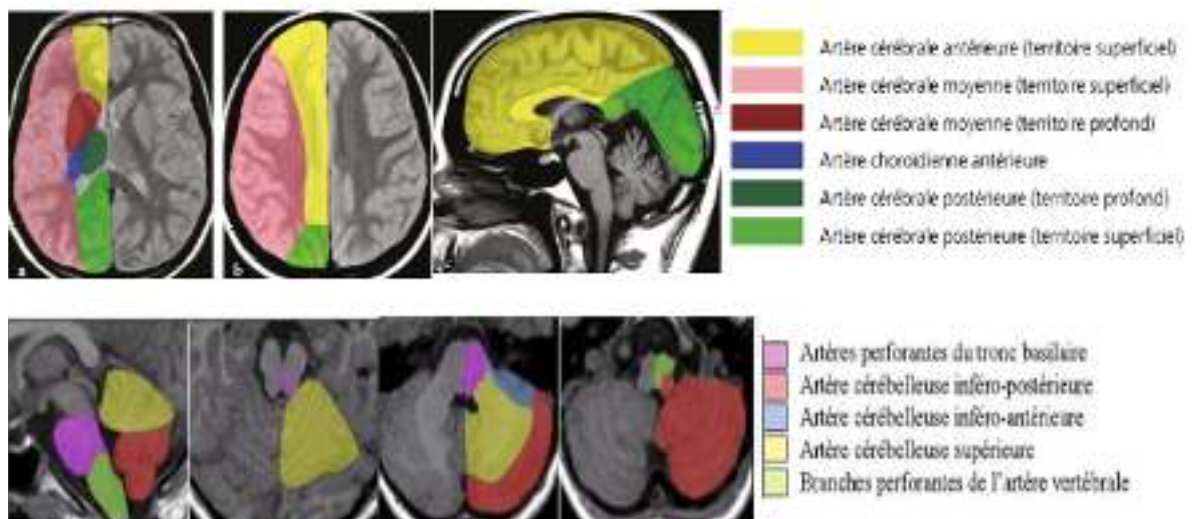 Artère cérébrale antérieure (territoire superficiel)
Artère cérébrale moyenne (territoire superficiel)
Artère cérébrale moyenne (territoire profond)
Artère choroïdienne antérieure
Artère cérébrale postérieure (territoire profond)
Artère cérébrale postérieure (territoire superficiel)
a
b
Artères perforantes du tronc basilaire
Artère cérébelleuse inféro-postérieure
Artère cérébelleuse inféro-antérieure
Artère cérébelleuse supérieure
Branches perforantes de l'artère vertébrale